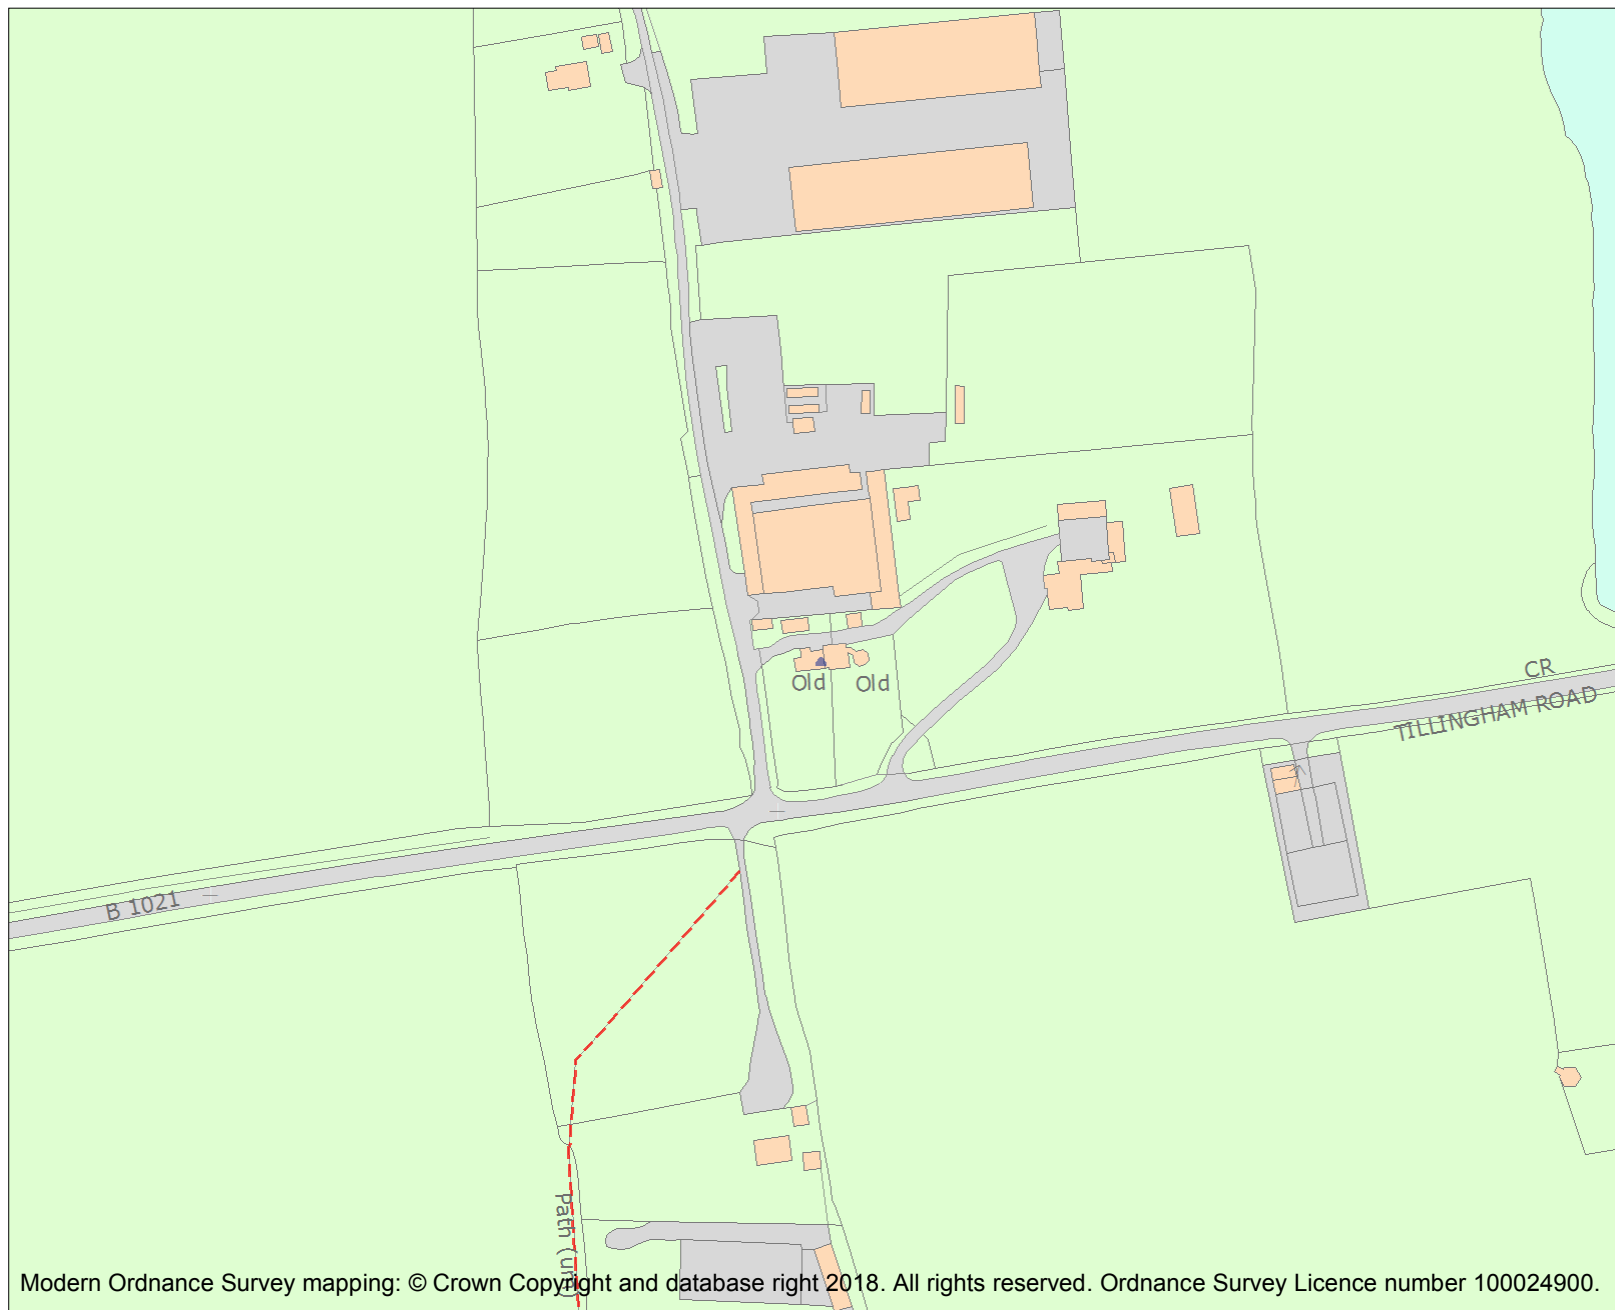 Old Old
CR
TILLINGHAM ROAD
B 1021
Path (um)
Modern Ordnance Survey mapping: © Crown Copyright and database right 2018. All rights reserved. Ordnance Survey Licence number 100024900.